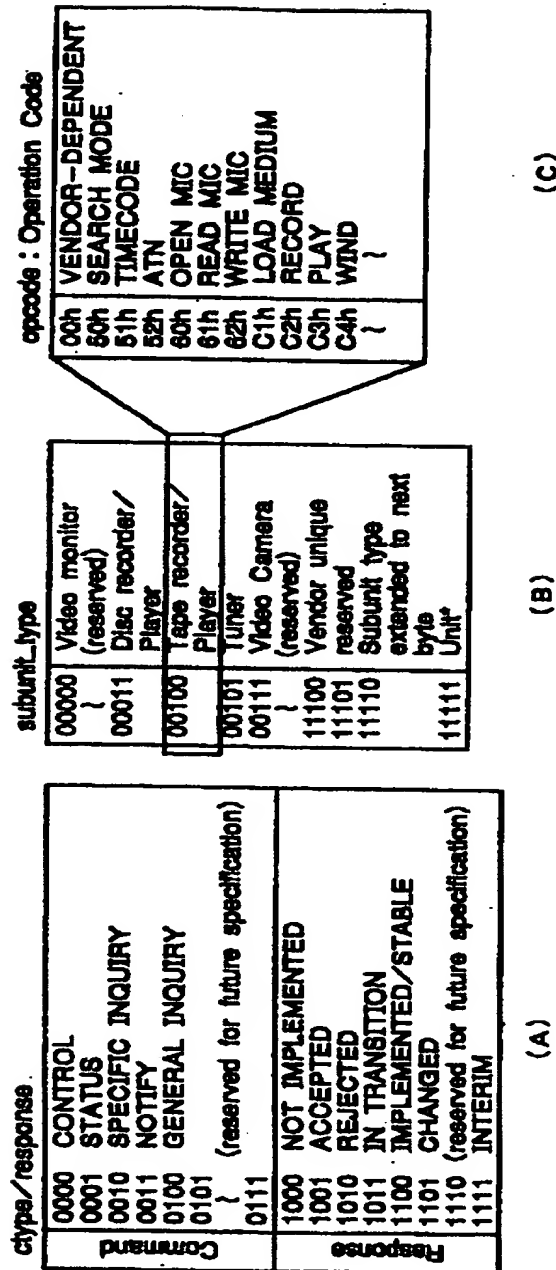 ctype/response
Command
0000 CONTROL
0001 STATUS
0010 SPECIFIC INQUIRY
0011 NOTIFY
0100 GENERAL INQUIRY
0101
~ (reserved for future specification)
0111
Response
1000 NOT IMPLEMENTED
1001 ACCEPTED
1010 REJECTED
1011 IN TRANSITION
1100 IMPLEMENTED/STABLE
1101 CHANGED
1110 (reserved for future specification)
1111 INTERIM
(A)
subunit_type
00000 Video monitor
~ (reserved)
00011 Disc recorder/
Player
00100 Tape recorder/
Player
00101 Tuner
00111 Video Camera
~ (reserved)
11100 Vendor unique
11101 reserved
11110 Subunit type
extended to next
byte
11111 Unit*
(B)
opcode : Operation Code
00h VENDOR-DEPENDENT
50h SEARCH MODE
51h TIMECODE
52h ATN
60h OPEN MIC
61h READ MIC
62h WRITE MIC
C1h LOAD MEDIUM
C2h RECORD
C3h PLAY
C4h WIND
~ ~
(C)